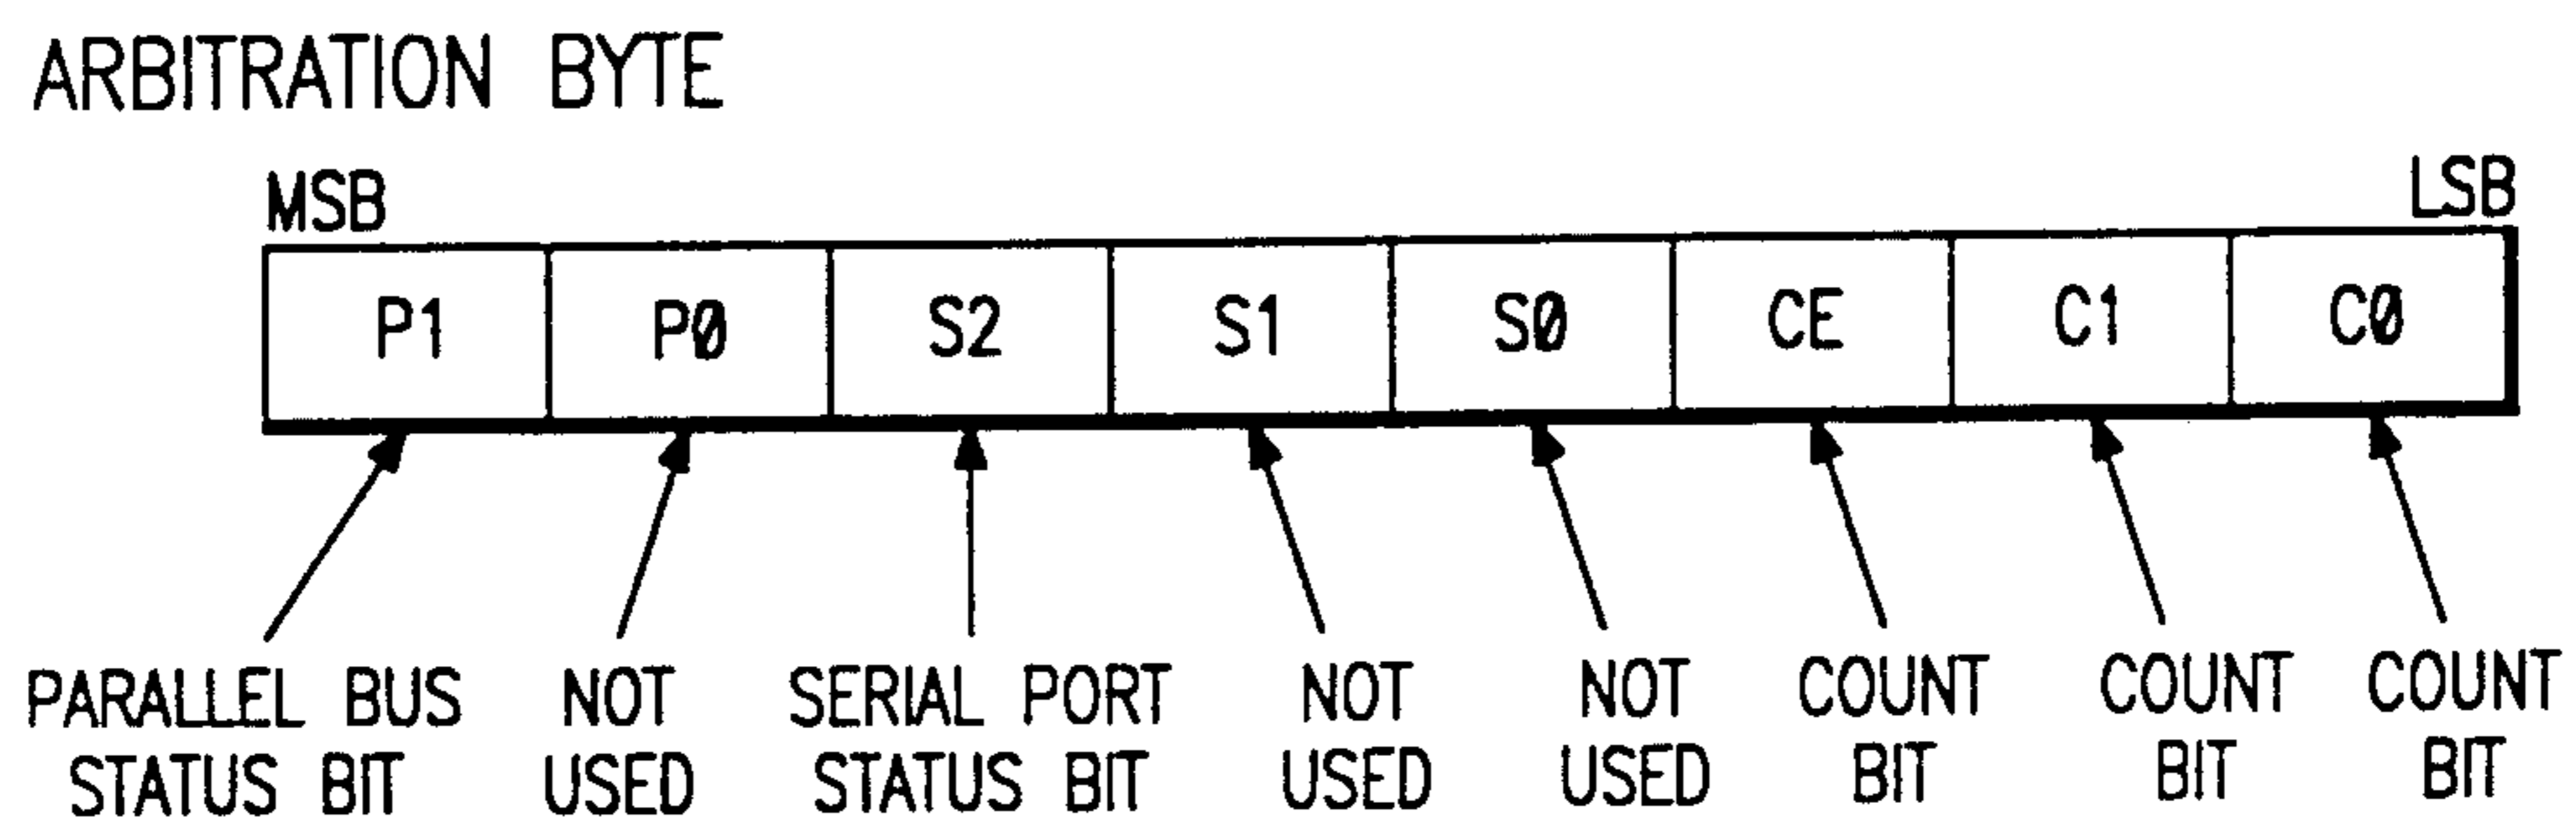 ARBITRATION BYTE
MSB LSB
P1 P0 S2 S1 S0 CE C1 C0
PARALLEL BUS NOT SERIAL PORT NOT NOT COUNT COUNT COUNT
STATUS BIT USED STATUS BIT USED USED BIT BIT BIT